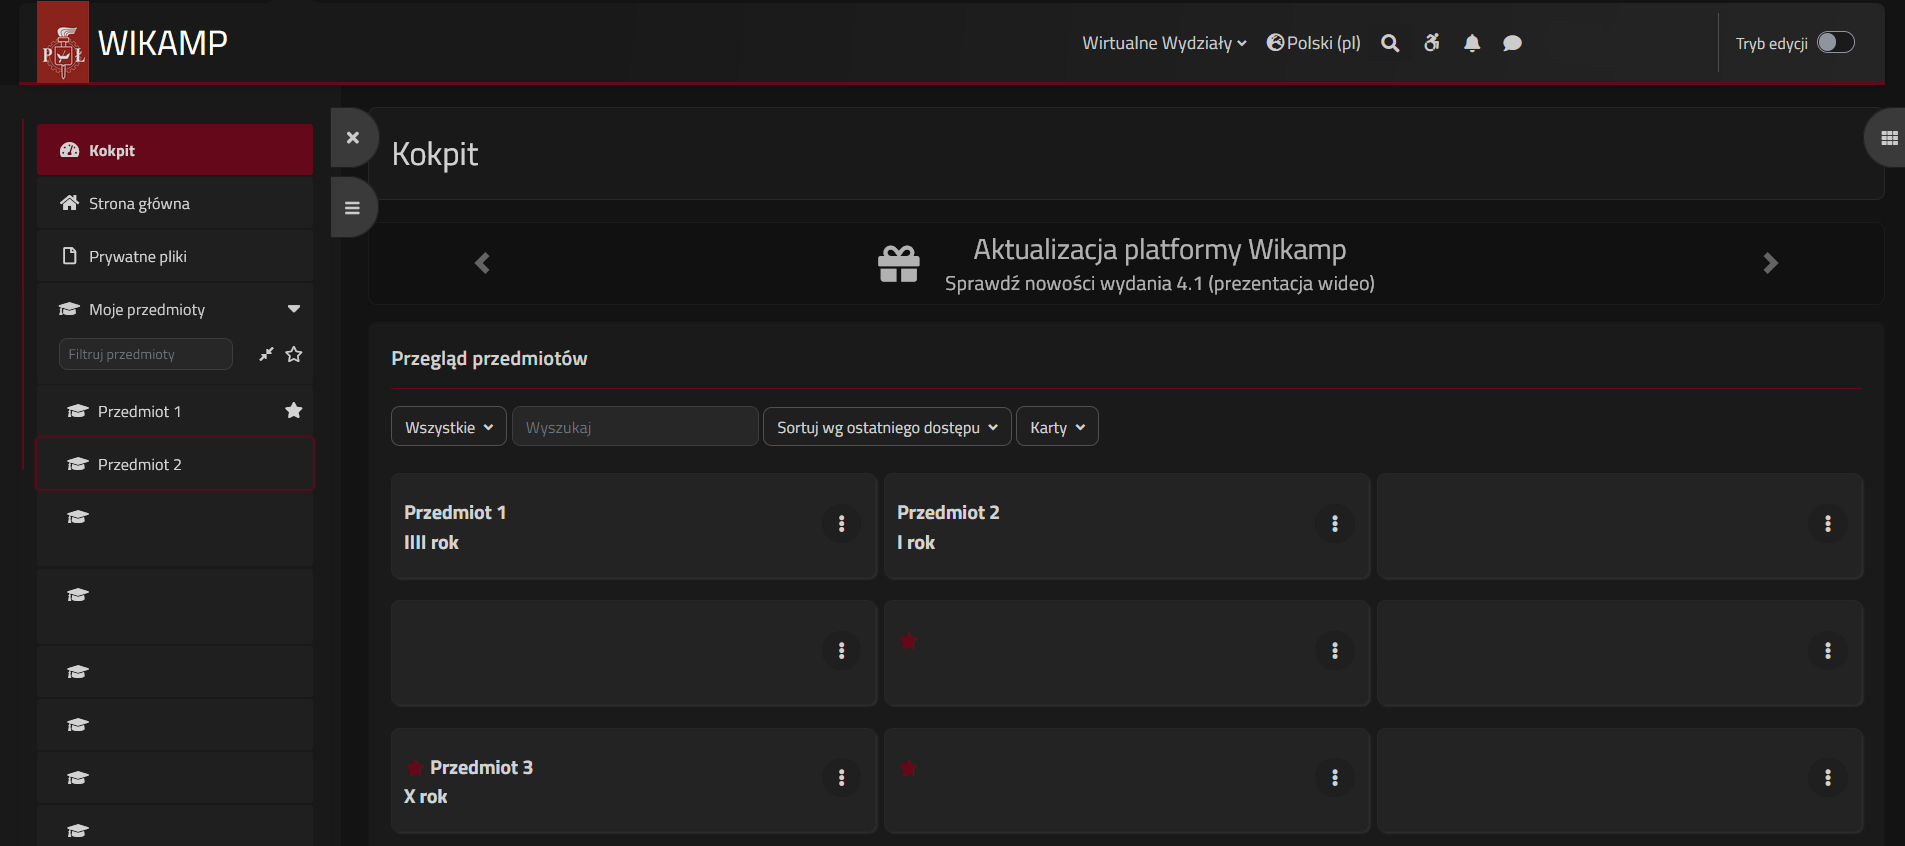 P Ł
WIKAMP
Wirtualne Wydziały
Polski (pl)
Tryb edycji
Kokpit
Strona główna
Prywatne pliki
Moje przedmioty
Filtruj przedmioty
Przedmiot 1
Przedmiot 2
Kokpit
Aktualizacja platformy Wikamp
Sprawdź nowości wydania 4.1 (prezentacja wideo)
Przegląd przedmiotów
Wszystkie
Wyszukaj
Sortuj wg ostatniego dostępu
Karty
Przedmiot 1
IIII rok
Przedmiot 2
I rok
Przedmiot 3
X rok